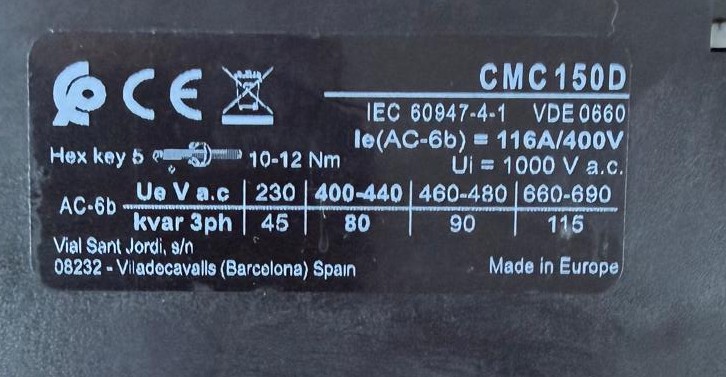 CE
CMC150D
IEC 60947-4-1 VDE 0660
Ie(AC-6b) = 116A/400V
Ui = 1000 V a.c.
Hex key 5 10-12 Nm
AC-6b
Ue V a.c 230 400-440 460-480 660-690
kvar 3ph 45 80 90 115
Vial Sant Jordi, s/n
08232 - Viladecavalls (Barcelona) Spain
Made in Europe